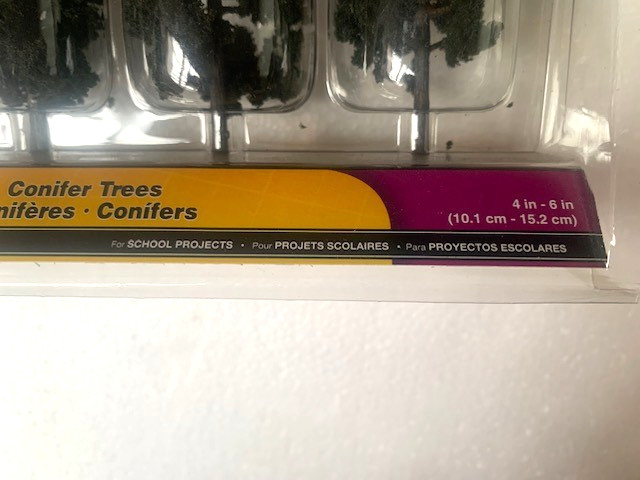 Conifer Trees
nifères · Conífers
4 in - 6 in
(10.1 cm - 15.2 cm)
For SCHOOL PROJECTS · Pour PROJETS SCOLAIRES · Para PROYECTOS ESCOLARES